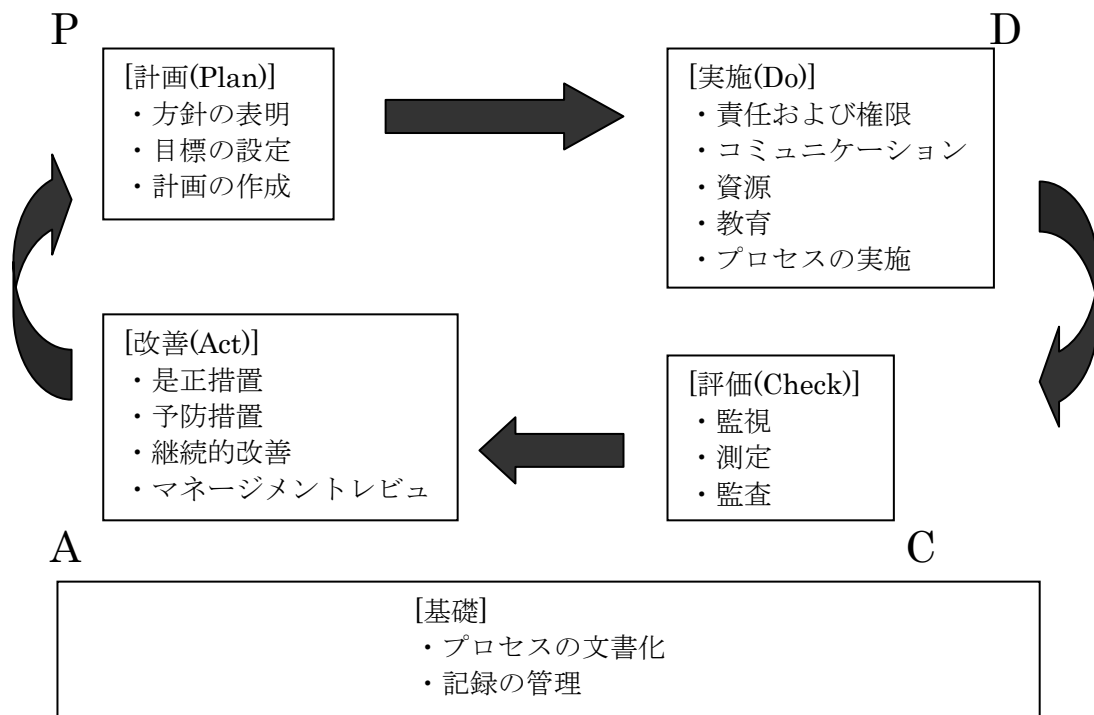 P
[計画(Plan)]
・方針の表明
・目標の設定
・計画の作成
D
[実施(Do)]
・責任および権限
・コミュニケーション
・資源
・教育
・プロセスの実施
[改善(Act)]
・是正措置
・予防措置
・継続的改善
・マネージメントレビュ
A
[評価(Check)]
・監視
・測定
・監査
C
[基礎]
・プロセスの文書化
・記録の管理